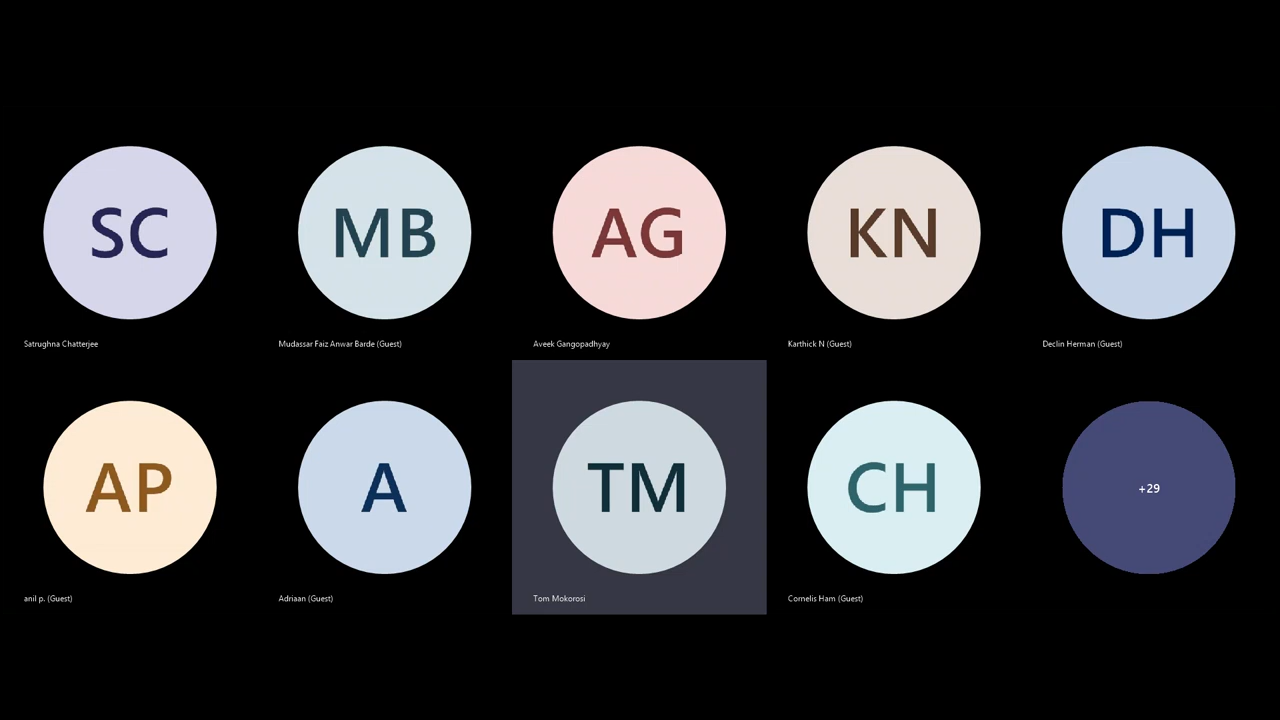 SC
MB
AG
KN
DH
Satrughna Chatterjee
Mudassar Faiz Anwar Barde (Guest)
Aveek Gangopadhyay
Karthick N (Guest)
Declin Herman (Guest)
AP
A
TM
CH
+29
anil p. (Guest)
Adriaan (Guest)
Tom Mokorosi
Cornelis Ham (Guest)